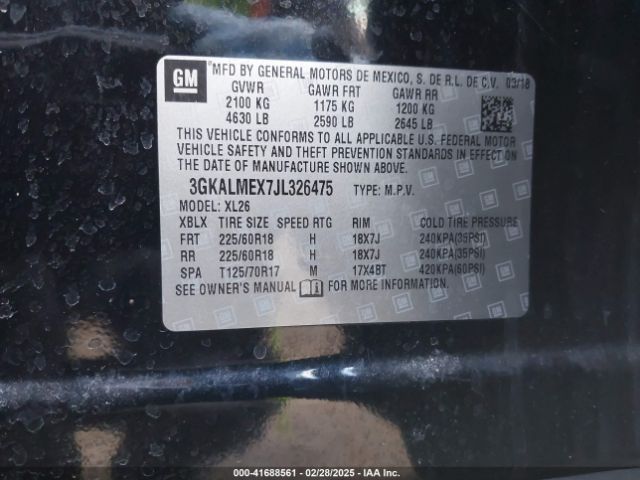 GM
MFD BY GENERAL MOTORS DE MEXICO, S. DE R.L. DE C.V. 03/18
GVWR GAWR FRT GAWR RR
2100 KG 1175 KG 1200 KG
4630 LB 2590 LB 2645 LB
THIS VEHICLE CONFORMS TO ALL APPLICABLE U.S. FEDERAL MOTOR
VEHICLE SAFETY AND THEFT PREVENTION STANDARDS IN EFFECT ON
THE DATE OF MANUFACTURE SHOWN ABOVE.
3GKALMEX7JL326475 TYPE: M.P.V.
MODEL: XL26
XBLX TIRE SIZE SPEED RTG RIM COLD TIRE PRESSURE
FRT 225/60R18 H 18X7J 240KPA(35PSI)
RR 225/60R18 H 18X7J 240KPA(35PSI)
SPA T125/70R17 M 17X4BT 420KPA(60PSI)
SEE OWNER'S MANUAL FOR MORE INFORMATION.
000-41688561 | 02/28/2025 — IAA Inc.